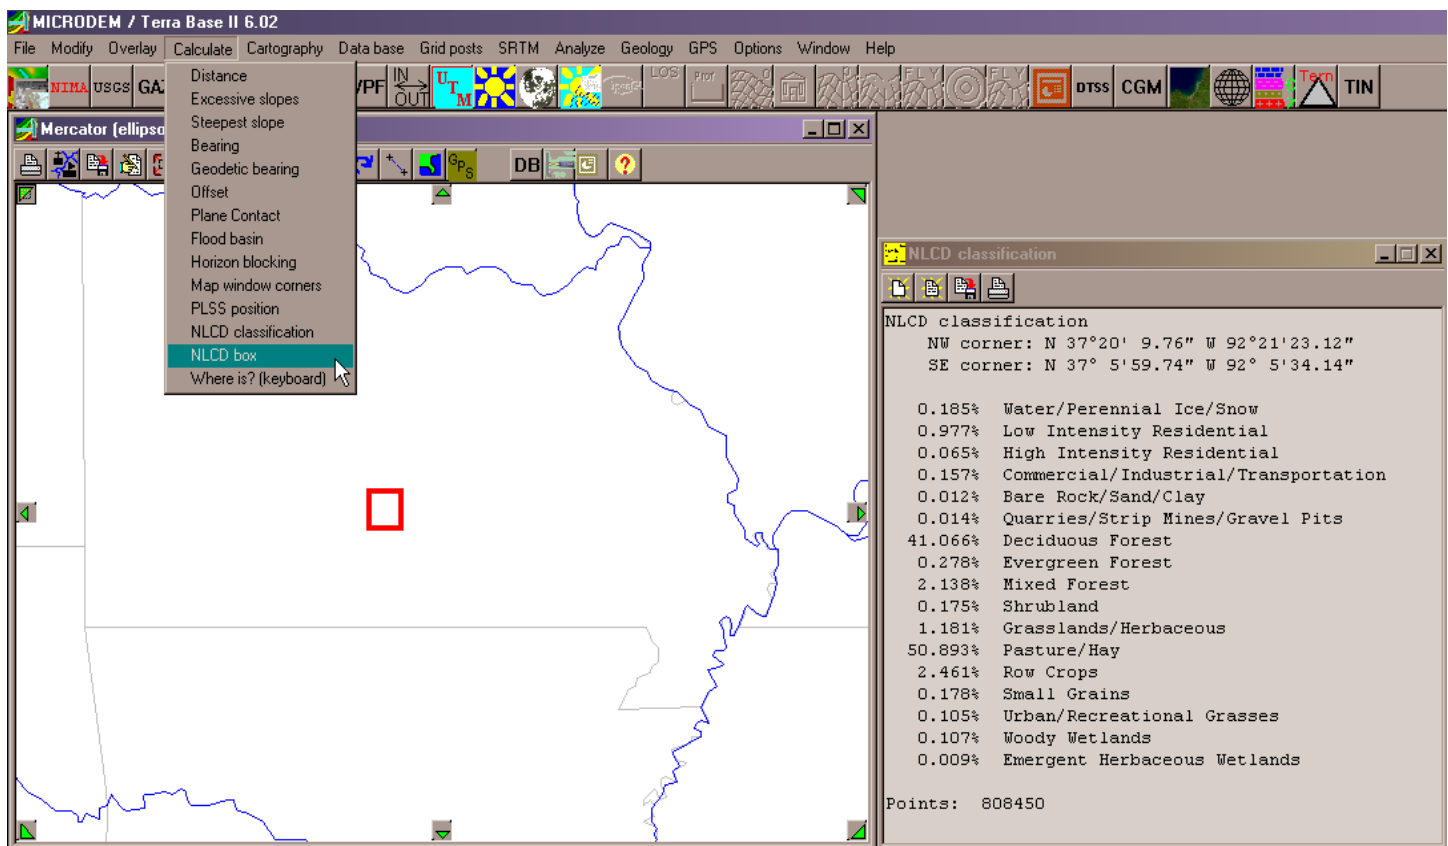 MICRODEM / Terra Base II 6.02
File Modify Overlay Calculate Cartography Data base Grid posts SRTM Analyze Geology GPS Options Window Help
NIMA USGS GA VPF IN OUT UTM LOS Prof FLY FLY DTSS CGM Tern TIN
Mercator (ellipso
GPS DB
Distance
Excessive slopes
Steepest slope
Bearing
Geodetic bearing
Offset
Plane Contact
Flood basin
Horizon blocking
Map window corners
PLSS position
NLCD classification
NLCD box
Where is? (keyboard)
NLCD classification
NLCD classification
NW corner: N 37°20' 9.76" W 92°21'23.12"
SE corner: N 37° 5'59.74" W 92° 5'34.14"
0.185% Water/Perennial Ice/Snow
0.977% Low Intensity Residential
0.065% High Intensity Residential
0.157% Commercial/Industrial/Transportation
0.012% Bare Rock/Sand/Clay
0.014% Quarries/Strip Mines/Gravel Pits
41.066% Deciduous Forest
0.278% Evergreen Forest
2.138% Mixed Forest
0.175% Shrubland
1.181% Grasslands/Herbaceous
50.893% Pasture/Hay
2.461% Row Crops
0.178% Small Grains
0.105% Urban/Recreational Grasses
0.107% Woody Wetlands
0.009% Emergent Herbaceous Wetlands
Points: 808450